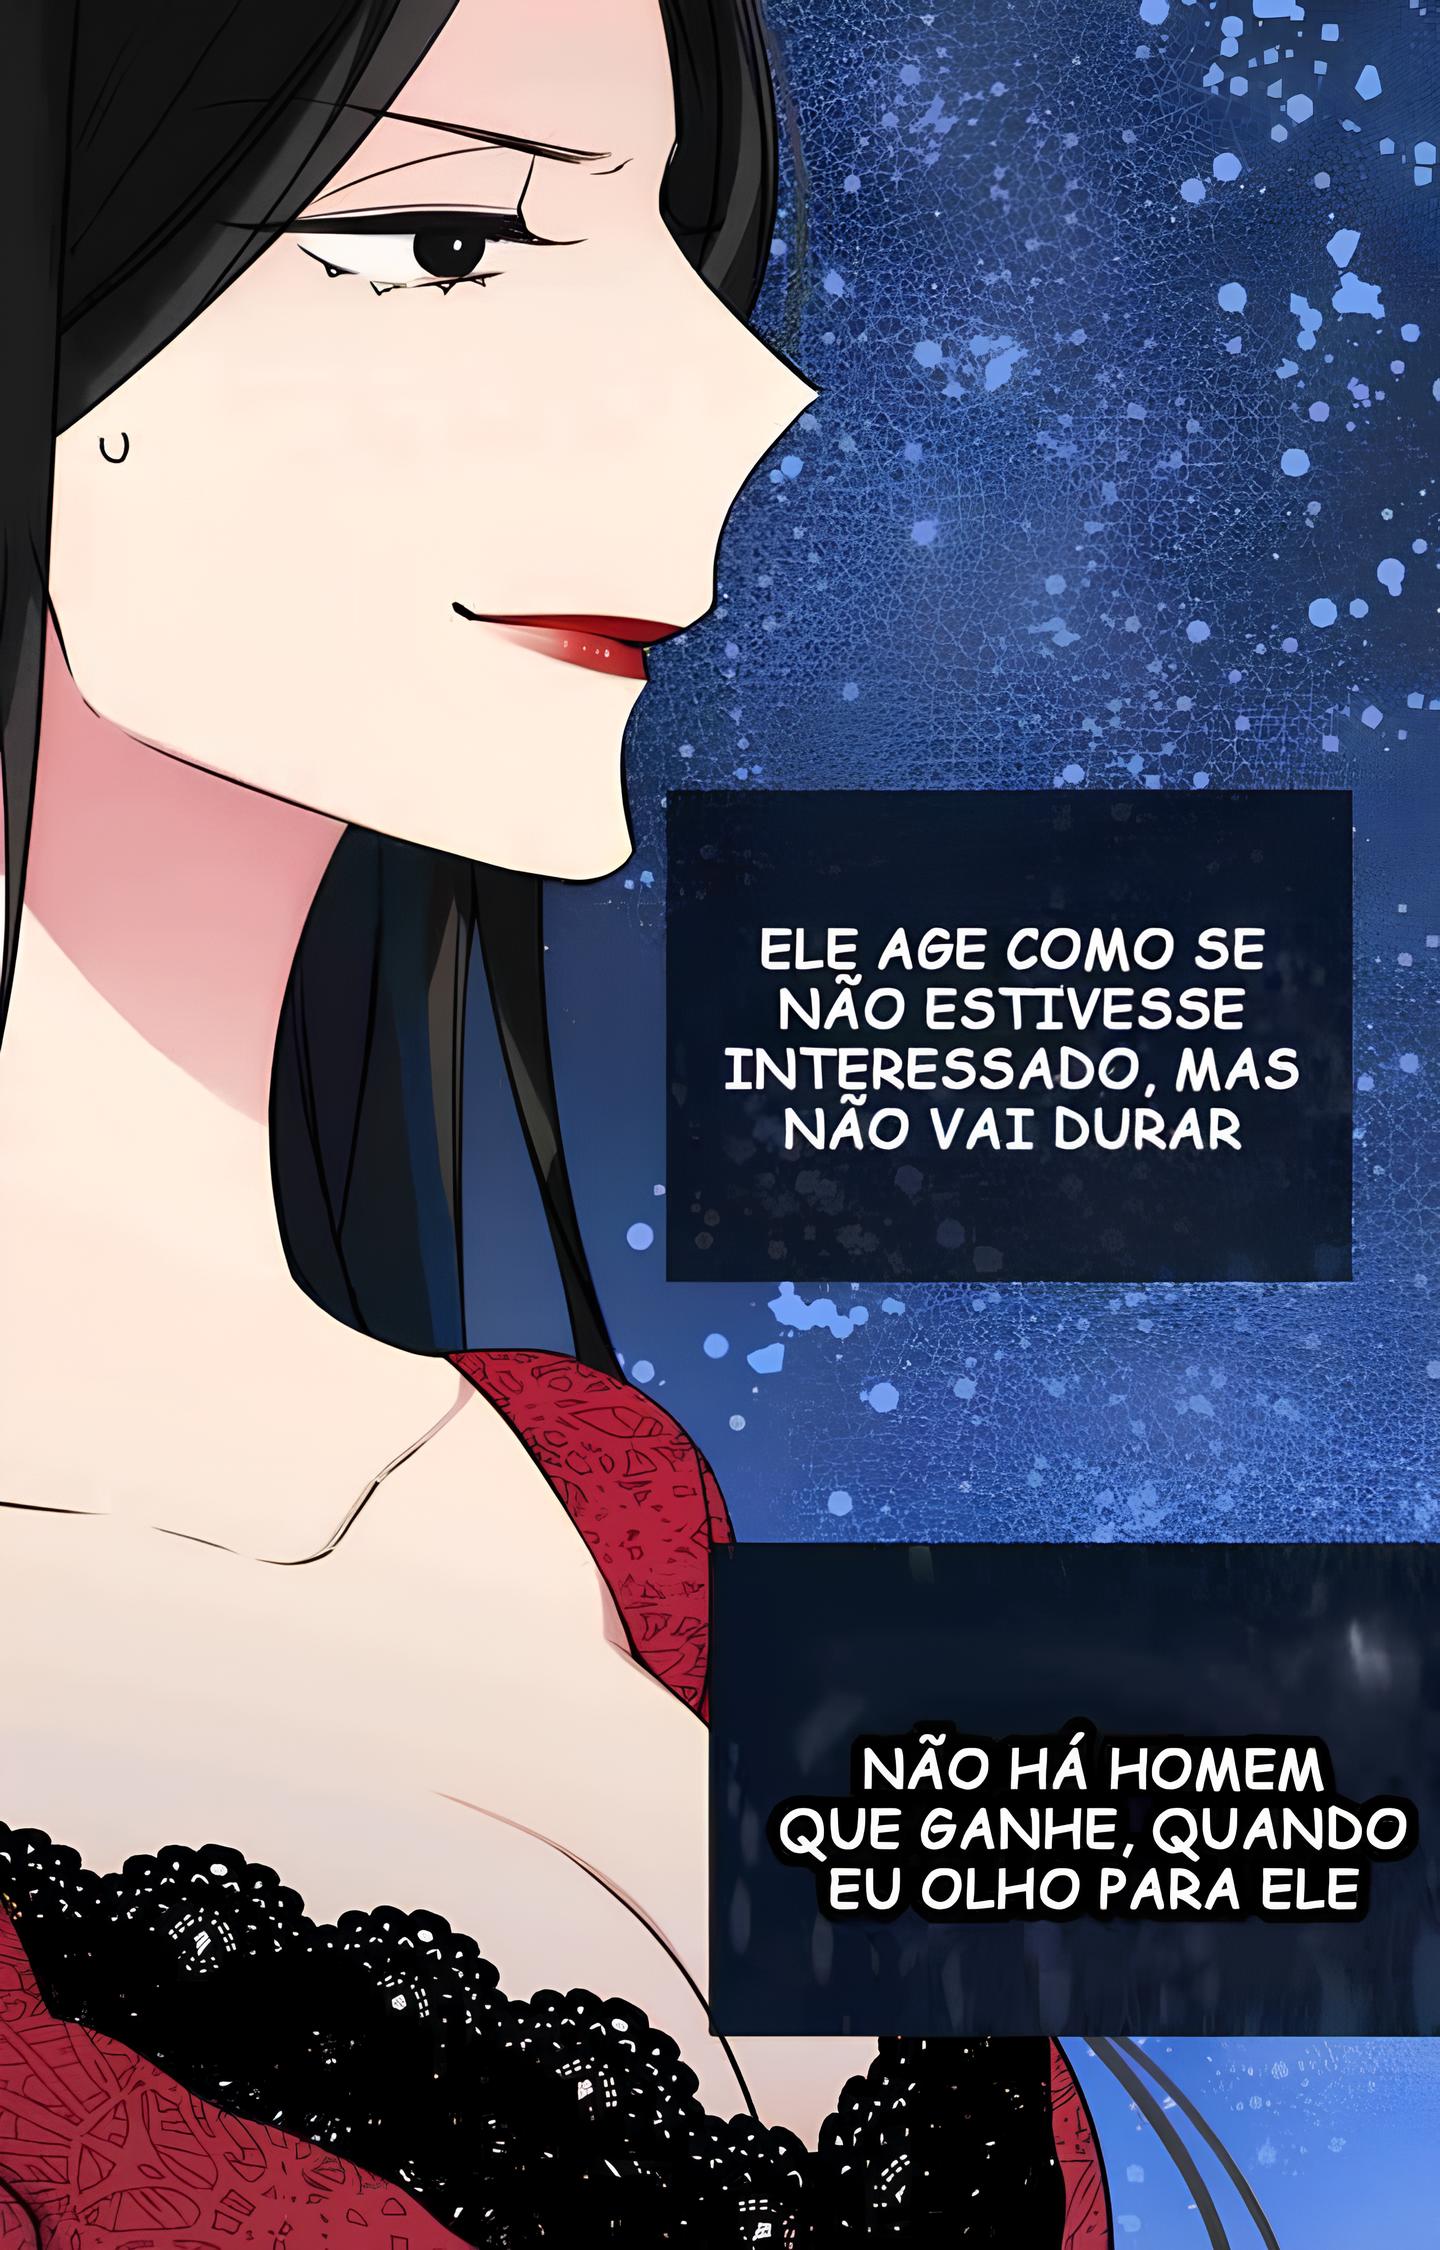 ELE AGE COMO SE
NÃO ESTIVESSE
INTERESSADO, MAS
NÃO VAI DURAR
NÃO HÁ HOMEM
QUE GANHE, QUANDO
EU OLHO PARA ELE